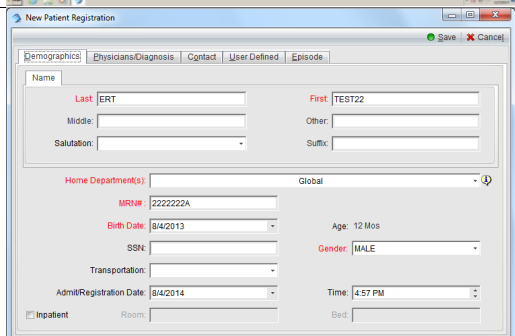 New Patient Registration
Save Cancel
Demographics Physicians/Diagnosis Contact User Defined Episode
Name
Last: ERT First: TEST22
Middle: Other:
Salutation: Suffix:
Home Department(s): Global
MRN#: 2222222A
Birth Date: 8/4/2013 Age: 12 Mos
SSN: Gender: MALE
Transportation:
Admit/Registration Date: 8/4/2014 Time: 4:57 PM
Inpatient Room: Bed: